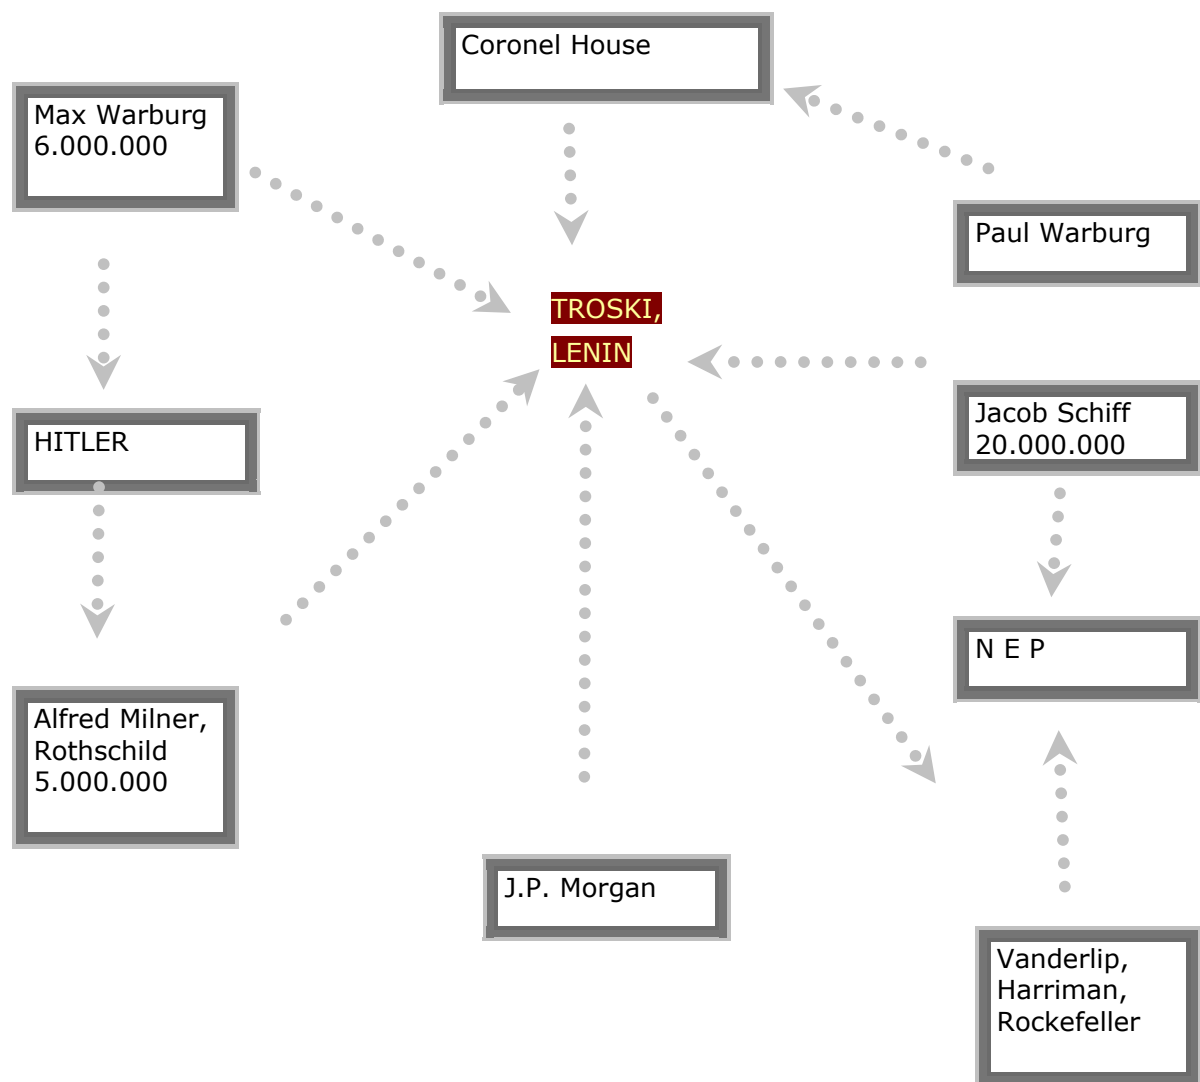 Coronel House
Max Warburg
6.000.000
Paul Warburg
TROSKI,
LENIN
Jacob Schiff
20.000.000
HITLER
N E P
Alfred Milner,
Rothschild
5.000.000
J.P. Morgan
Vanderlip,
Harriman,
Rockefeller